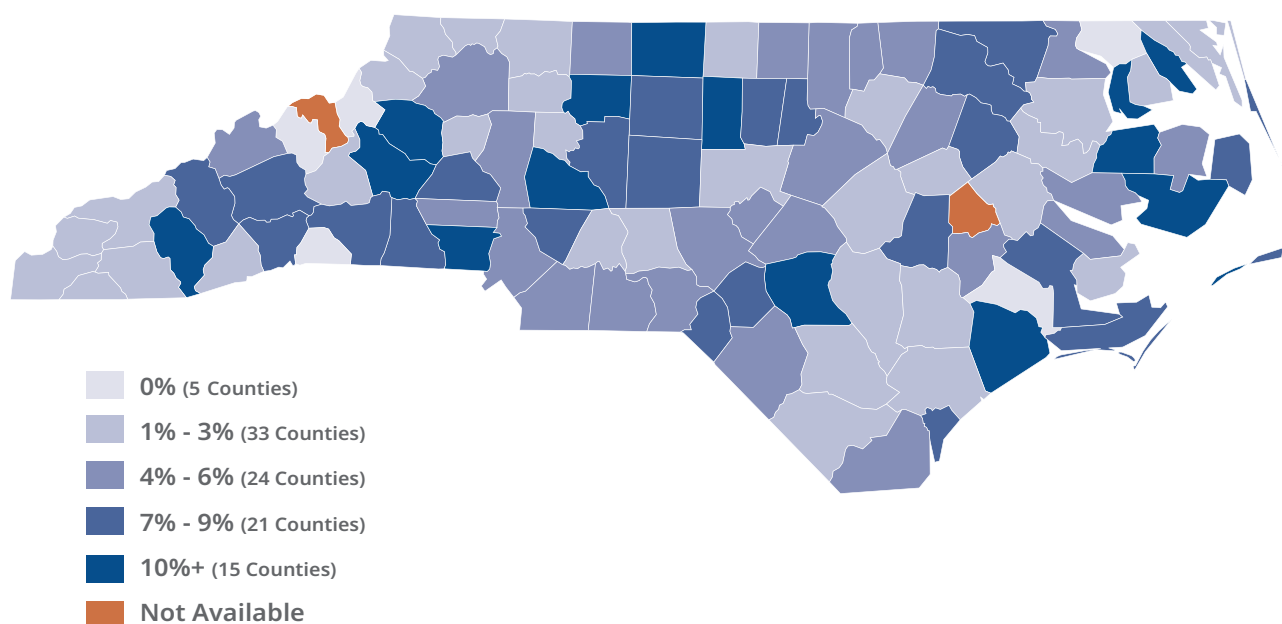 0% (5 Counties)
1% - 3% (33 Counties)
4% - 6% (24 Counties)
7% - 9% (21 Counties)
10%+ (15 Counties)
Not Available